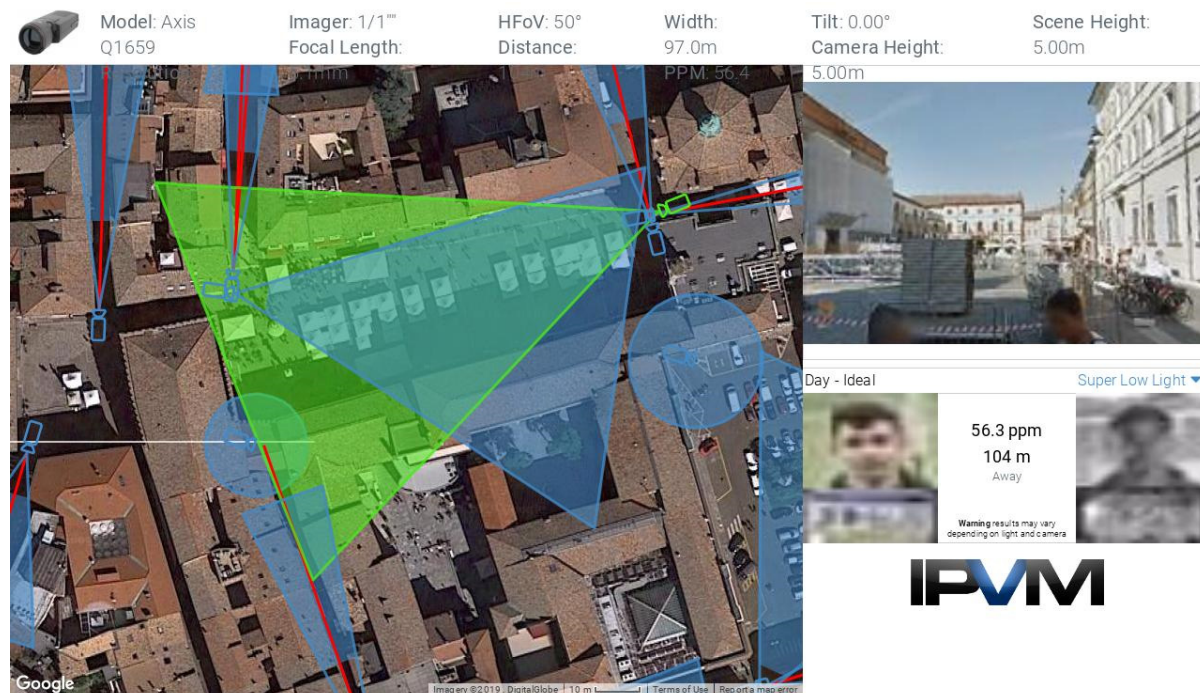 Model: Axis
Q1659
Imager: 1/1""
Focal Length:
HFoV: 50°
Distance:
Width:
97.0m
PPM: 56.4
Tilt: 0.00°
Camera Height:
5.00m
Scene Height:
5.00m
Day - Ideal
Super Low Light
56.3 ppm
104 m
Away
Warning results may vary
depending on light and camera
IPVM
Google
Imagery ©2019 , DigitalGlobe
10 m
Terms of Use
Report a map error